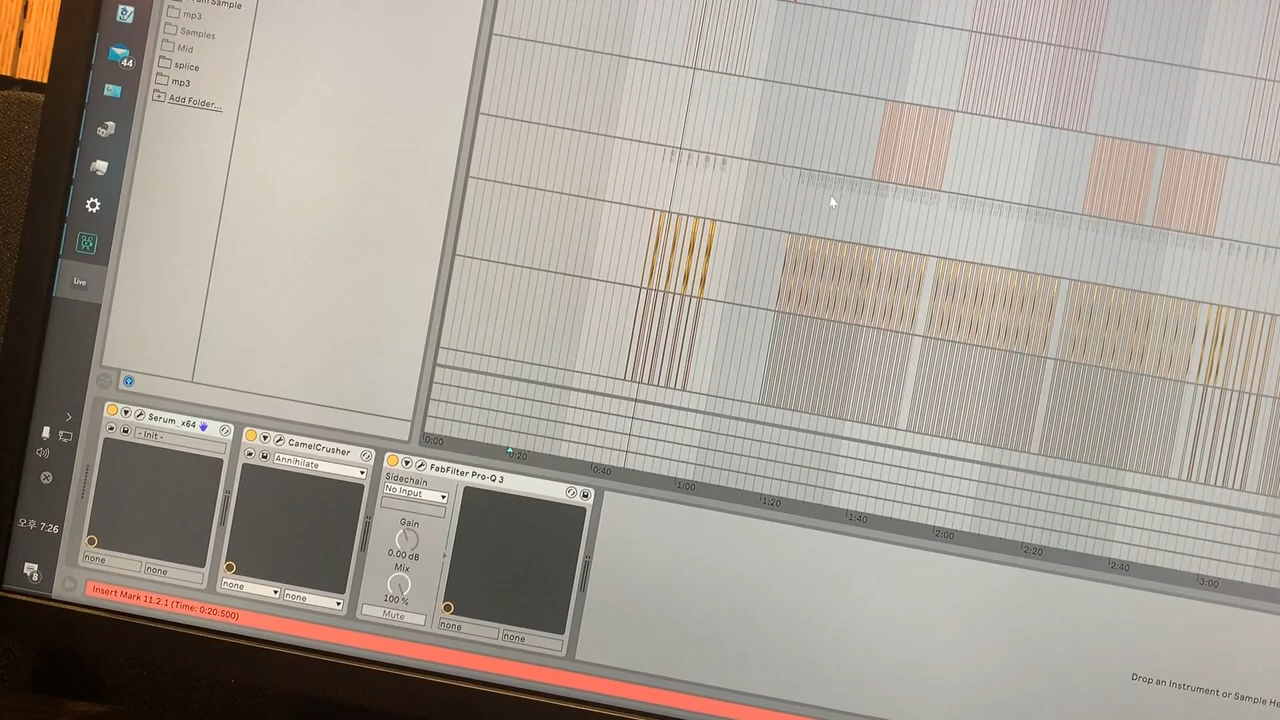 mp3
Samples
Mid
splice
mp3
Add Folder...
44
Live
오후 7:26
8
Serum_x64
- Init -
none
none
CamelCrusher
Annihilate
none
none
FabFilter Pro-Q 3
Sidechain
No Input
Gain
0.00 dB
Mix
100 %
Mute
none
none
0:00
0:20
0:40
1:00
1:20
1:40
2:00
2:20
2:40
3:00
Insert Mark 11.2.1 (Time: 0:20:500)
Drop an Instrument or Sample He